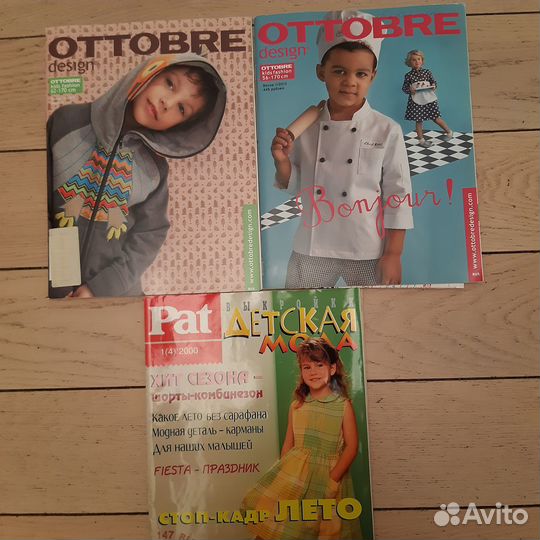 OTTOBRE
design®
OTTOBRE
kids fashion
62-170 cm
www.ottobredesign.com
OTTOBRE
design®
OTTOBRE
kids fashion
56-170 cm
Bonjour!
www.ottobredesign.com
Pat
1(4)'2000
ВЫКРОЙКИ
ДЕТСКАЯ
МОДА
ХИТ СЕЗОНА -
шорты-комбинезон
Какое лето без сарафана
Модная деталь - карманы
Для наших малышей
FIESTA - ПРАЗДНИК
СТОП-КАДР ЛЕТО
147
Avito